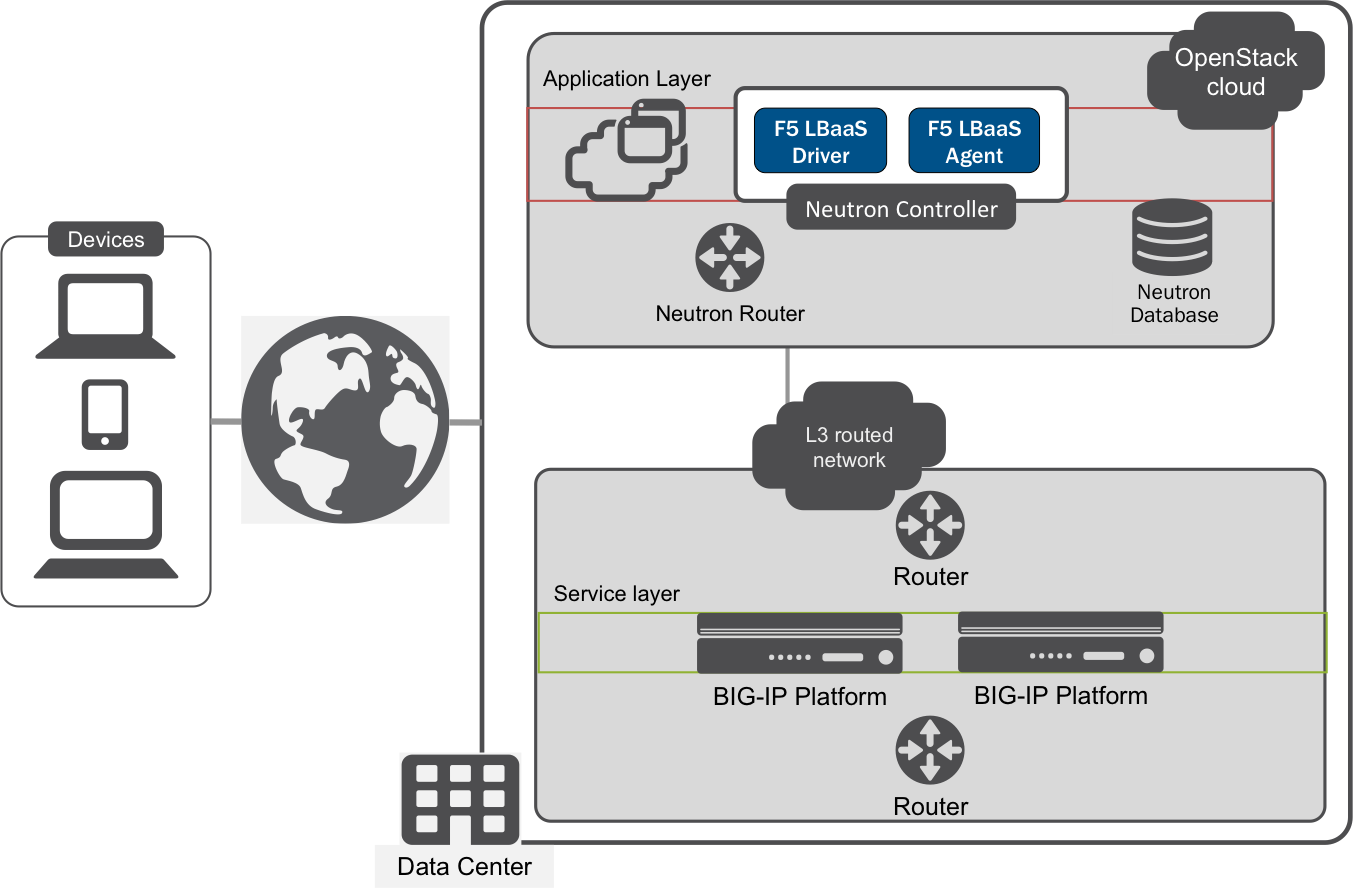 OpenStack
cloud
Application Layer
F5 LBaaS
Driver
F5 LBaaS
Agent
Neutron Controller
Devices
Neutron Router
Neutron
Database
L3 routed
network
Router
Service layer
BIG-IP Platform
BIG-IP Platform
Router
Data Center